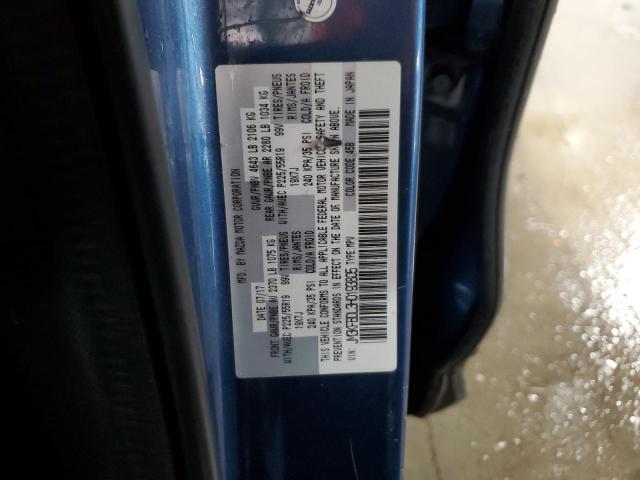 MFD. BY MAZDA MOTOR CORPORATION
DATE 07/17 GVWR/PNBV 4643 LB 2106 KG
FRONT GAWR/PNBE AV 2370 LB 1075 KG REAR GAWR/PNBE AR 2280 LB 1034 KG
WITH/AVEC P225/55R19 99V TIRES/PNEUS WITH/AVEC P225/55R19 99V TIRES/PNEUS
19X7J RIMS/JANTES 19X7J RIMS/JANTES
240 KPA/35 PSI COLD/A FROID 240 KPA/35 PSI COLD/A FROID
THIS VEHICLE CONFORMS TO ALL APPLICABLE FEDERAL MOTOR VEHICLE SAFETY AND THEFT
PREVENTION STANDARDS IN EFFECT ON THE DATE OF MANUFACTURE SHOWN ABOVE.
VIN: JM3KFBDL3H0193805 TYPE: MPV COLOR CODE 45B MADE IN JAPAN